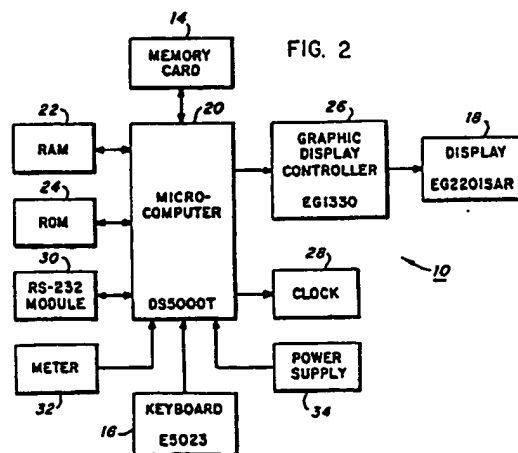 14
FIG. 2
MEMORY
CARD
20
22
RAM
26
GRAPHIC
DISPLAY
CONTROLLER
EG1330
18
DISPLAY
EG2201SAR
24
ROM
MICRO-
COMPUTER
DS5000T
10
30
RS-232
MODULE
28
CLOCK
METER
32
POWER
SUPPLY
34
KEYBOARD
E5023
16